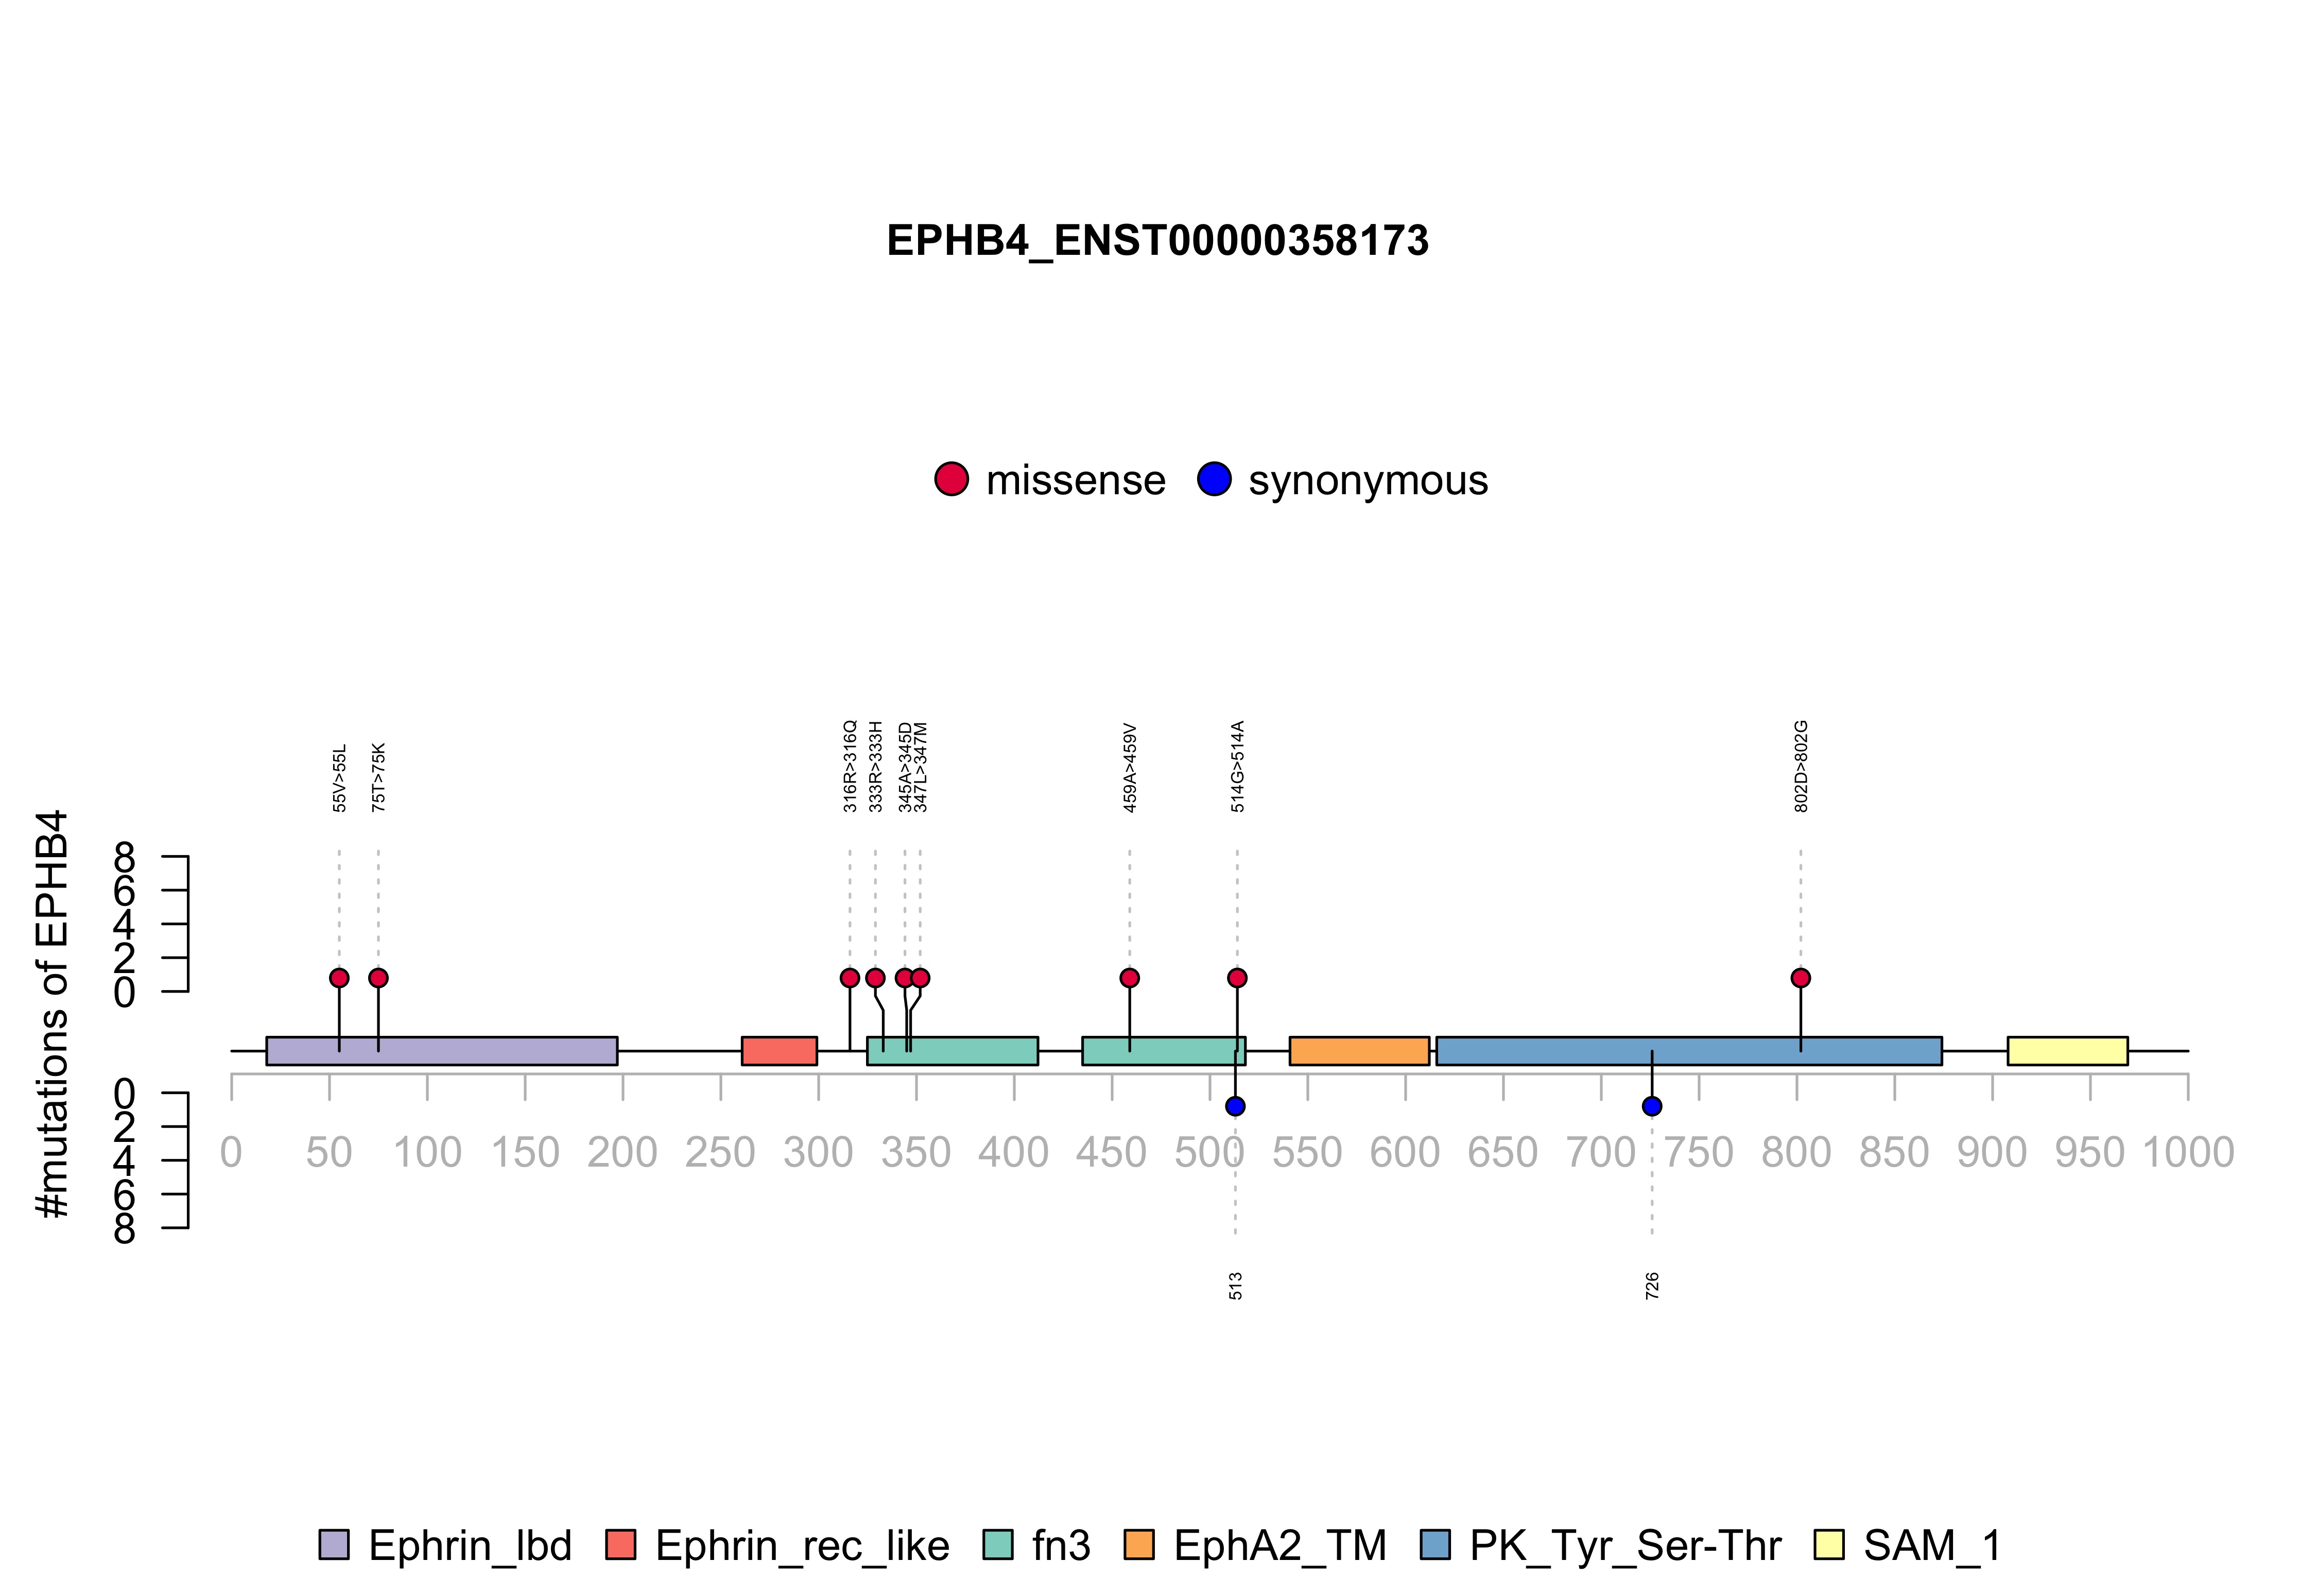 EPHB4_ENST00000358173
missense synonymous
55V>55L
75T>75K
316R>316Q
333R>333H
345A>345D
347L>347M
459A>459V
514G>514A
802D>802G
#mutations of EPHB4
8
6
4
2
0
0
2
4
6
8
0 50 100 150 200 250 300 350 400 450 500 550 600 650 700 750 800 850 900 950 1000
513
726
Ephrin_lbd Ephrin_rec_like fn3 EphA2_TM PK_Tyr_Ser-Thr SAM_1